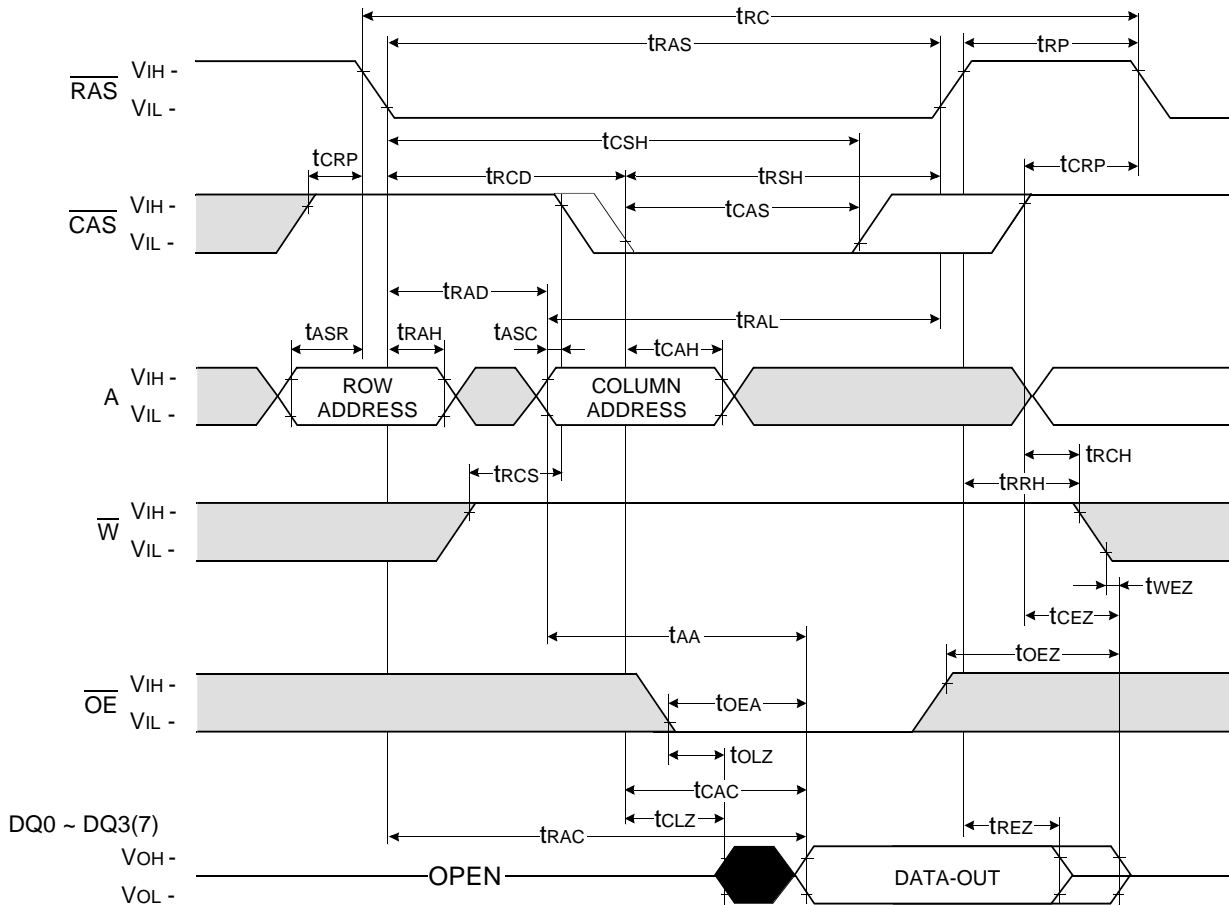 tRC
tRAS
tRP
RAS
VIH -
VIL -
tCSH
tCRP
tRCD
tRSH
tCRP
CAS
VIH -
VIL -
tCAS
tRAD
tRAL
tASR
tRAH
tASC
tCAH
A
VIH -
VIL -
ROW
ADDRESS
COLUMN
ADDRESS
tRCS
tRCH
tRRH
W
VIH -
VIL -
tWEZ
tCEZ
tAA
tOEZ
OE
VIH -
VIL -
tOEA
tOLZ
tCAC
DQ0 ~ DQ3(7)
tCLZ
tREZ
tRAC
VOH -
VOL -
OPEN
DATA-OUT